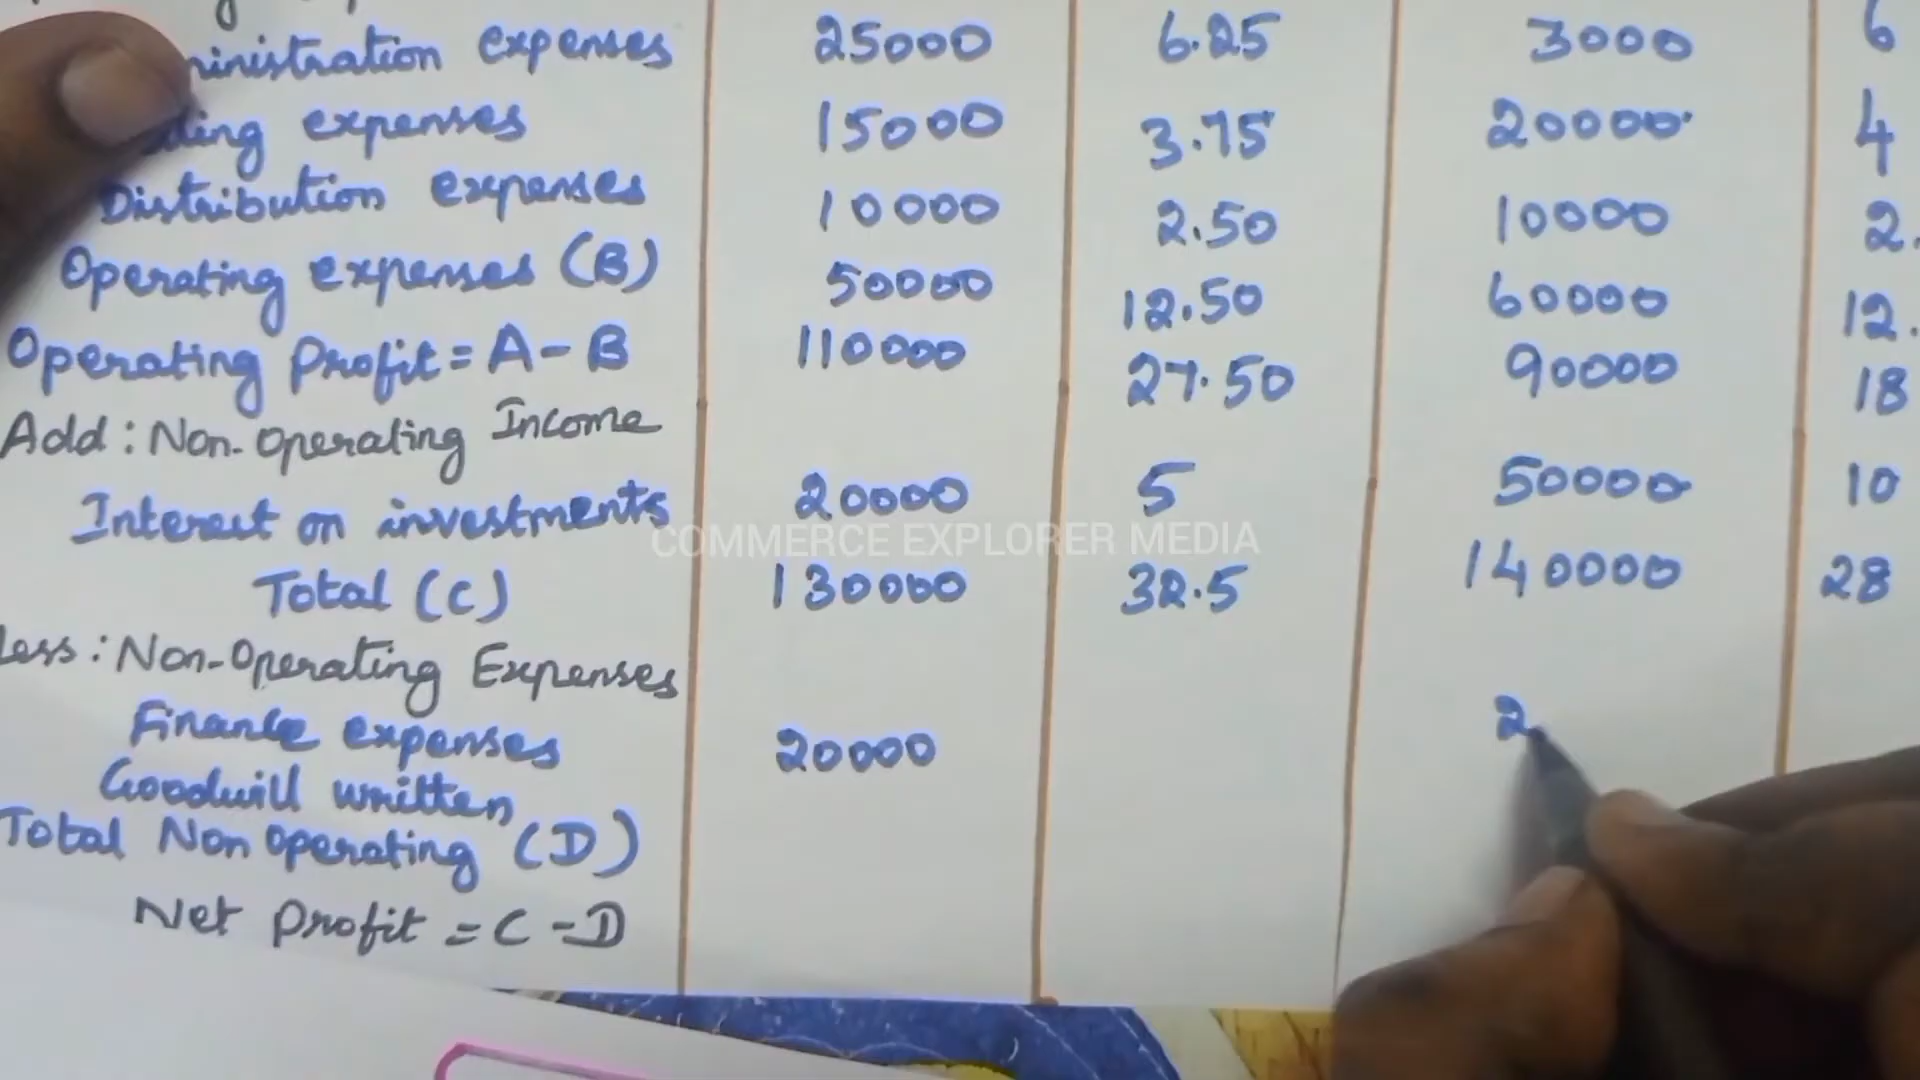 expenses 25000 6.25 3000 6
expenses 15000 3.75 20000 4
Distribution expenses 10000 2.50 10000 2.
Operating expenses (B) 50000 12.50 60000 12.
Operating Profit = A - B 110000 27.50 90000 18
Add : Non-Operating Income
Interest on investments 20000 5 50000 10
COMMERCE EXPLORER MEDIA
Total (C) 130000 32.5 140000 28
Less : Non-Operating Expenses
Finance expenses 20000 2
Goodwill written
Total Non Operating (D)
Net Profit = C - D